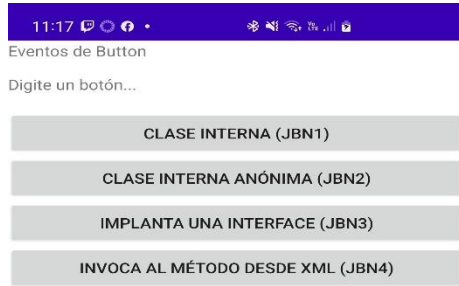 11:17
Eventos de Button
Digite un botón...
CLASE INTERNA (JBN1)
CLASE INTERNA ANÓNIMA (JBN2)
IMPLANTA UNA INTERFACE (JBN3)
INVOCA AL MÉTODO DESDE XML (JBN4)